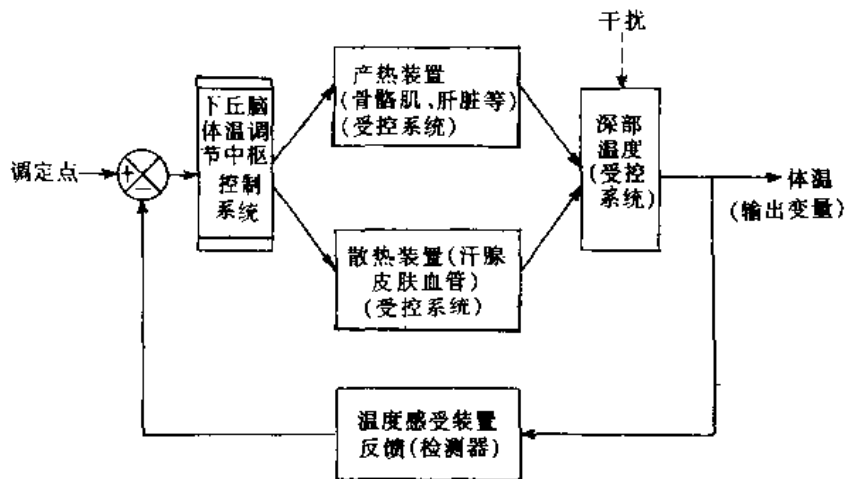 干扰
产热装置
(骨骼肌、肝脏等)
(受控系统)
下丘脑
体温调
节中枢
控制
系统
深部
温度
(受控
系统)
调定点
+
−
体温
(输出变量)
散热装置(汗腺
皮肤血管)
(受控系统)
温度感受装置
反馈(检测器)